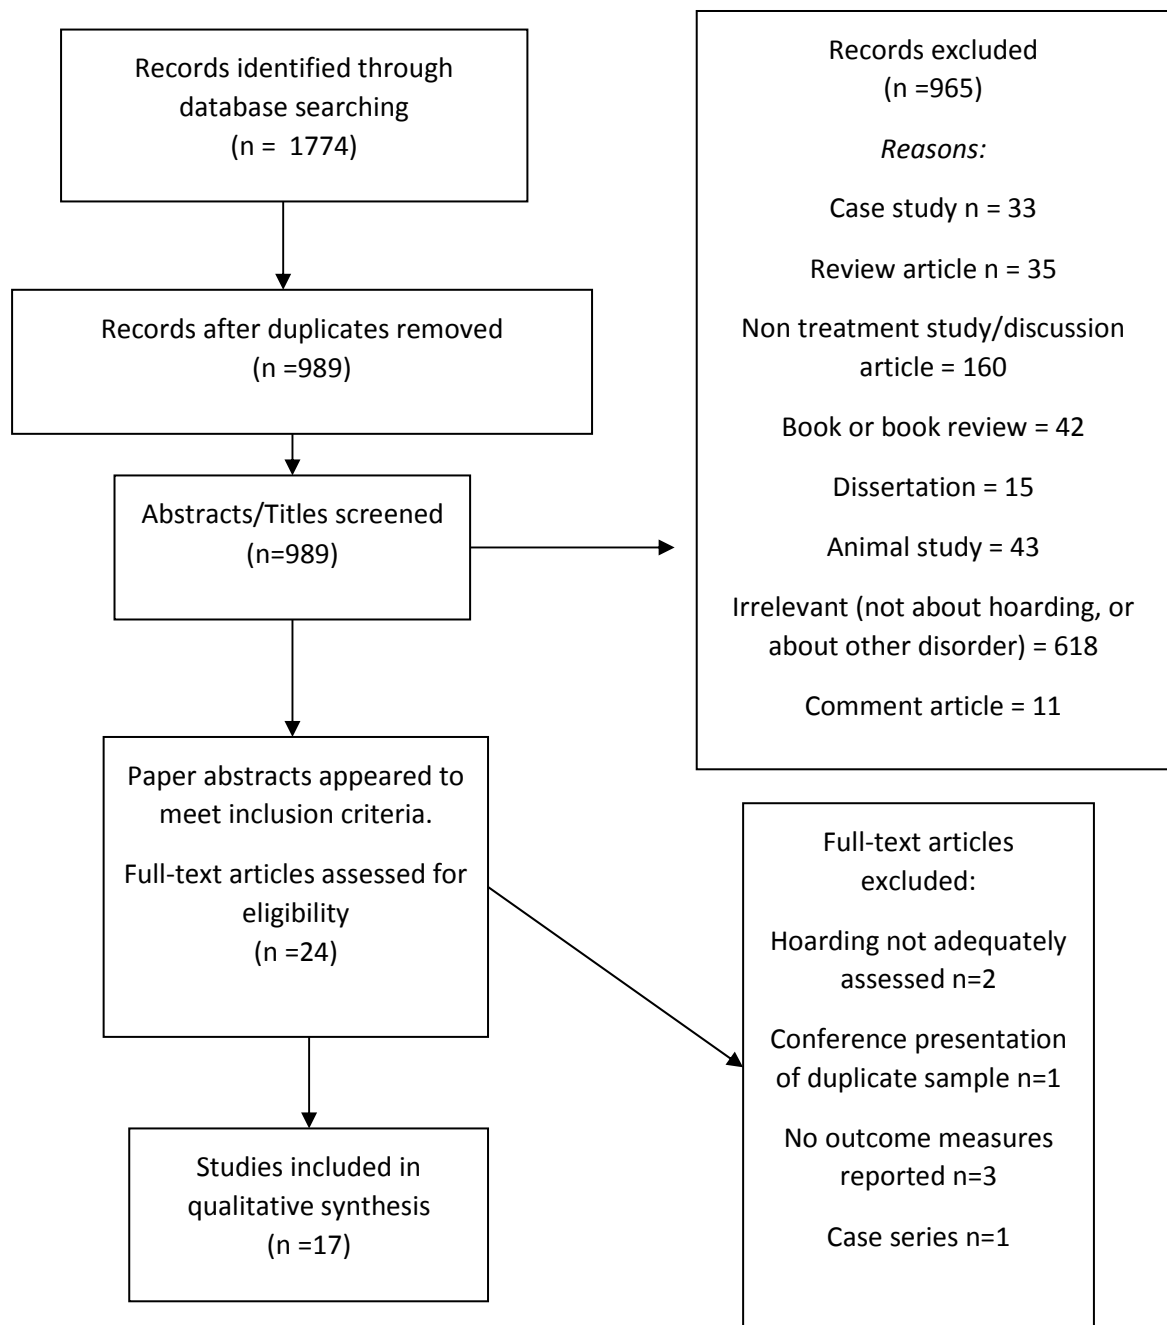 Records identified through
database searching
(n =  1774)
Records after duplicates removed
(n =989)
Abstracts/Titles screened
(n=989)
Records excluded
(n =965)
Reasons:
Case study n = 33
Review article n = 35
Non treatment study/discussion
article = 160
Book or book review = 42
Dissertation = 15
Animal study = 43
Irrelevant (not about hoarding, or
about other disorder) = 618
Comment article = 11
Paper abstracts appeared to
meet inclusion criteria.
Full-text articles assessed for
eligibility
(n =24)
Full-text articles
excluded:
Hoarding not adequately
assessed n=2
Conference presentation
of duplicate sample n=1
No outcome measures
reported n=3
Case series n=1
Studies included in
qualitative synthesis
(n =17)